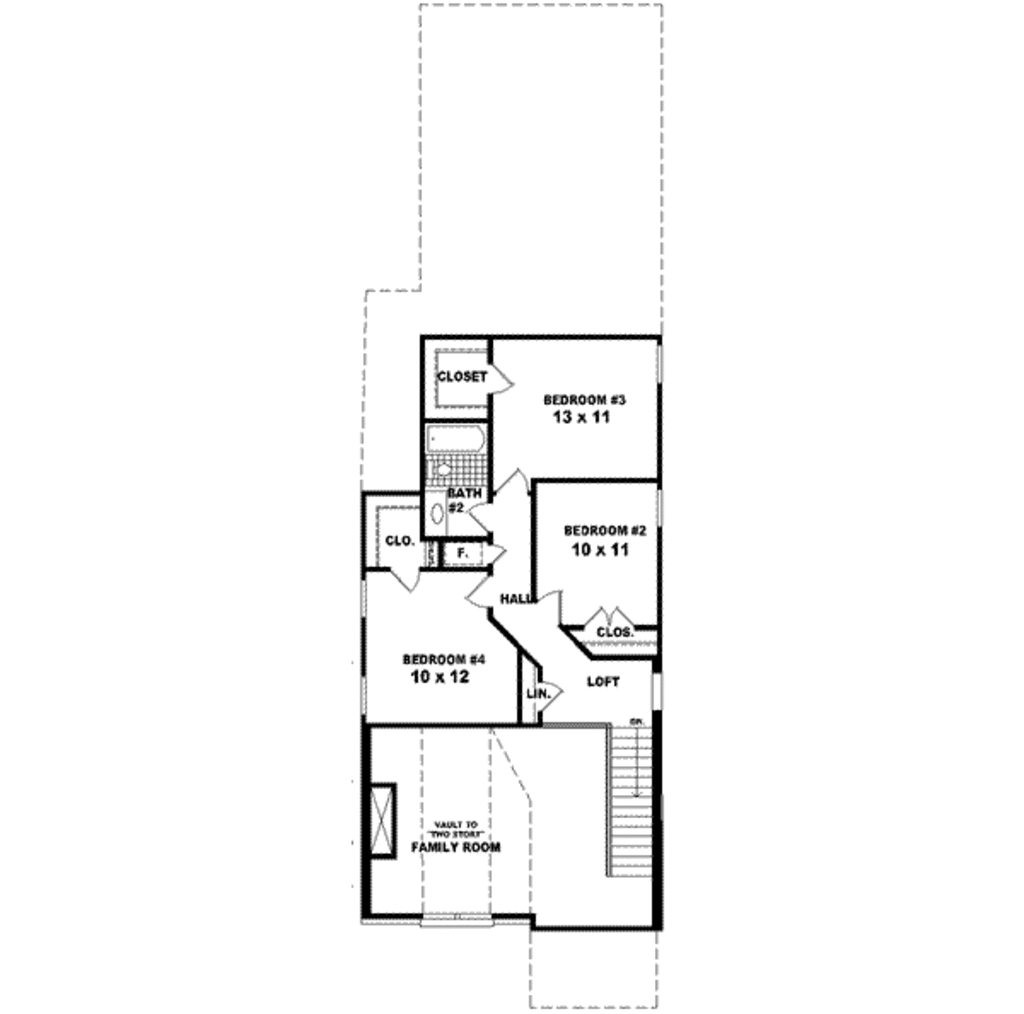 CLOSET
BEDROOM #3
13 x 11
BATH
#2
BEDROOM #2
10 x 11
CLO.
F.
HALL
CLOS.
BEDROOM #4
10 x 12
LOFT
LIN.
DN.
VAULT TO
TWO STORY
FAMILY ROOM